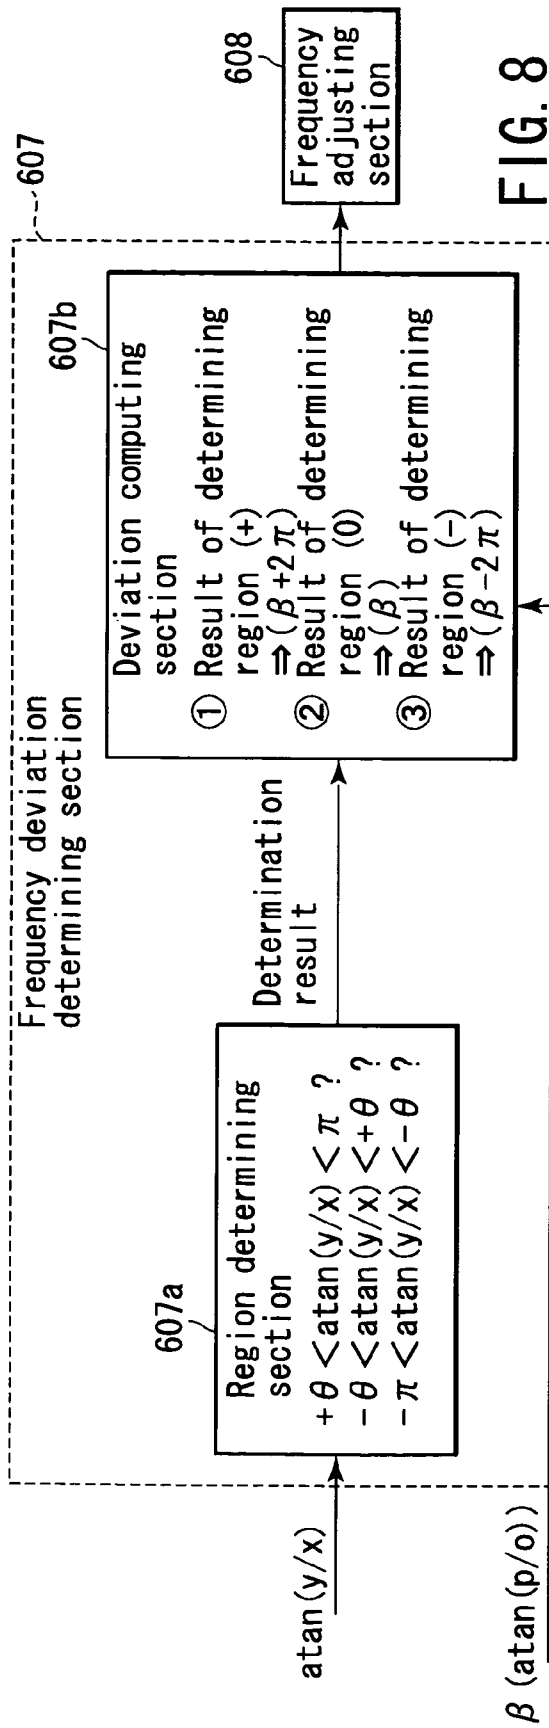 607
Frequency deviation
determining section
607a
Region determining
section
+θ <atan(y/x) <π ?
-θ <atan(y/x) <+θ ?
-π <atan(y/x) <-θ ?
atan(y/x)
β (atan(p/o))
Determination
result
607b
Deviation computing
section
① Result of determining
region (+)
⇒(β+2π)
② Result of determining
region (0)
⇒(β)
③ Result of determining
region (-)
⇒(β-2π)
608
Frequency
adjusting
section
FIG. 8